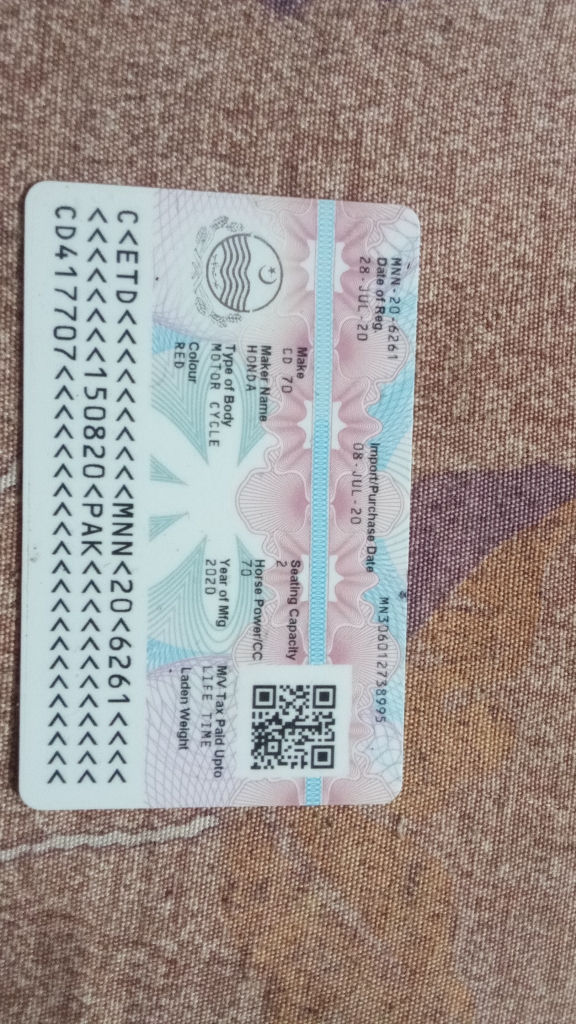 MNN-20-6261
MN306012738995
Date of Reg.
Import/Purchase Date
28-JUL-20
08-JUL-20
Make
Seating Capacity
CD 70
2
Maker Name
Horse Power/CC
HONDA
70
Type of Body
Year of Mfg
M/V Tax Paid Upto
MOTOR CYCLE
2020
LIFE TIME
Colour
Laden Weight
RED
C<ETD<<<<<<<<<<<MNN<20<6261<<<<
<<<<<<<<150820<PAK<<<<<<<<<<<<<
CD417707<<<<<<<<<<<<<<<<<<<<<<<